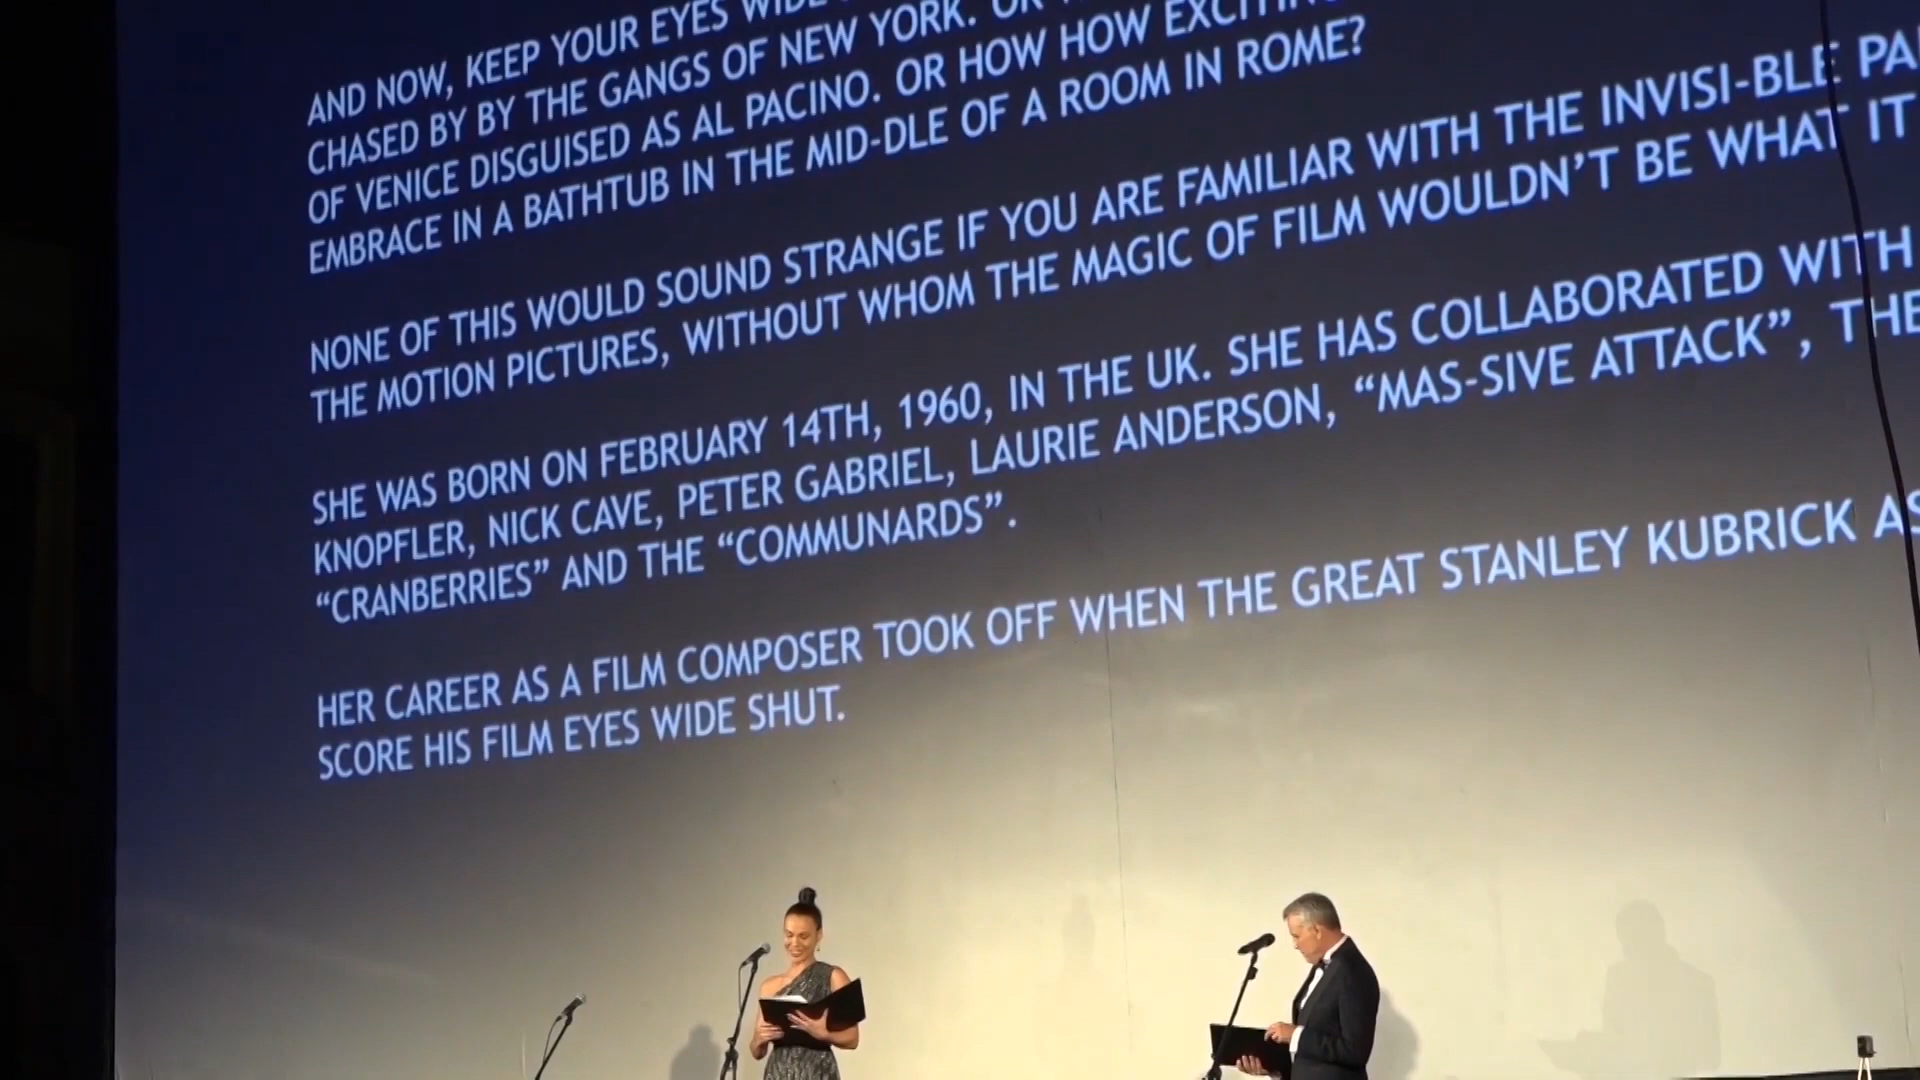 AND NOW, KEEP YOUR EYES WIDE
CHASED BY BY THE GANGS OF NEW YORK. OR
OF VENICE DISGUISED AS AL PACINO. OR HOW HOW EXCITING
EMBRACE IN A BATHTUB IN THE MID-DLE OF A ROOM IN ROME?
NONE OF THIS WOULD SOUND STRANGE IF YOU ARE FAMILIAR WITH THE INVISI-BLE
THE MOTION PICTURES, WITHOUT WHOM THE MAGIC OF FILM WOULDN'T BE WHAT IT
SHE WAS BORN ON FEBRUARY 14TH, 1960, IN THE UK. SHE HAS COLLABORATED WITH
KNOPFLER, NICK CAVE, PETER GABRIEL, LAURIE ANDERSON, “MAS-SIVE ATTACK”, THE
“CRANBERRIES” AND THE “COMMUNARDS”.
HER CAREER AS A FILM COMPOSER TOOK OFF WHEN THE GREAT STANLEY KUBRICK
SCORE HIS FILM EYES WIDE SHUT.